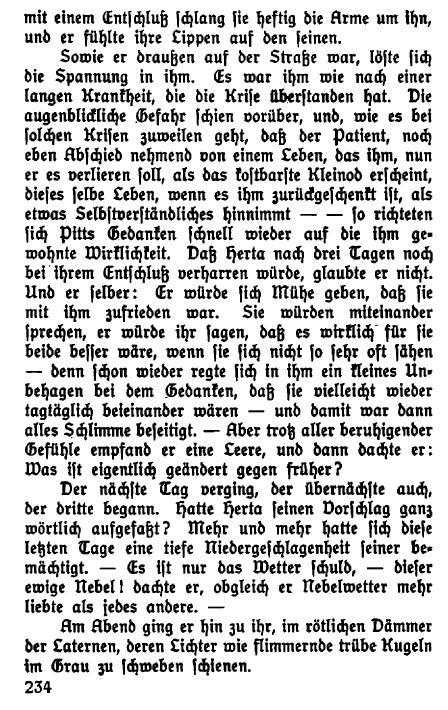 mit einem Entschluß schlang sie heftig die Arme um ihn,
und er fühlte ihre Lippen auf den seinen.
Sowie er draußen auf der Straße war, löste sich
die Spannung in ihm. Es war ihm wie nach einer
langen Krankheit, die die Krise überstanden hat. Die
augenblickliche Gefahr schien vorüber, und, wie es bei
solchen Krisen zuweilen geht, daß der Patient, noch
eben Abschied nehmend von einem Leben, das ihm, nun
er es verlieren soll, als das kostbarste Kleinod erscheint,
dieses selbe Leben, wenn es ihm zurückgeschenkt ist, als
etwas Selbstverständliches hinnimmt — — so richteten
sich Pitts Gedanken schnell wieder auf die ihm ge-
wohnte Wirklichkeit. Daß Herta nach drei Tagen noch
bei ihrem Entschluß verharren würde, glaubte er nicht.
Und er selber: Er würde sich Mühe geben, daß sie
mit ihm zufrieden war. Sie würden miteinander
sprechen, er würde ihr sagen, daß es wirklich für sie
beide besser wäre, wenn sie sich nicht so sehr oft sähen
— denn schon wieder regte sich in ihm ein kleines Un-
behagen bei dem Gedanken, daß sie vielleicht wieder
tagtäglich beieinander wären — und damit war dann
alles Schlimme beseitigt. — Aber trotz aller beruhigender
Gefühle empfand er eine Leere, und dann dachte er:
Was ist eigentlich geändert gegen früher?
Der nächste Tag verging, der übernächste auch,
der dritte begann. Hatte Herta seinen Vorschlag ganz
wörtlich aufgefaßt? Mehr und mehr hatte sich diese
letzten Tage eine tiefe Niedergeschlagenheit seiner be-
mächtigt. — Es ist nur das Wetter schuld, — dieser
ewige Nebel! dachte er, obgleich er Nebelwetter mehr
liebte als jedes andere. —
Am Abend ging er hin zu ihr, im rötlichen Dämmer
der Laternen, deren Lichter wie flimmernde trübe Kugeln
im Grau zu schweben schienen.
234